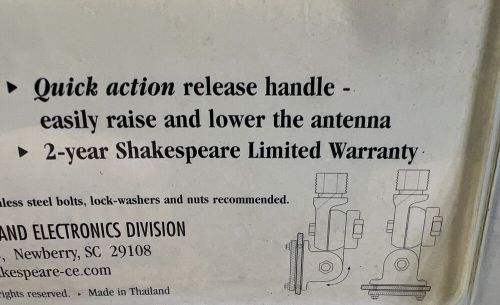 ▸ Quick action release handle -
easily raise and lower the antenna
▸ 2-year Shakespeare Limited Warranty
less steel bolts, lock-washers and nuts recommended.
AND ELECTRONICS DIVISION
, Newberry, SC 29108
kespeare-ce.com
rights reserved. • Made in Thailand